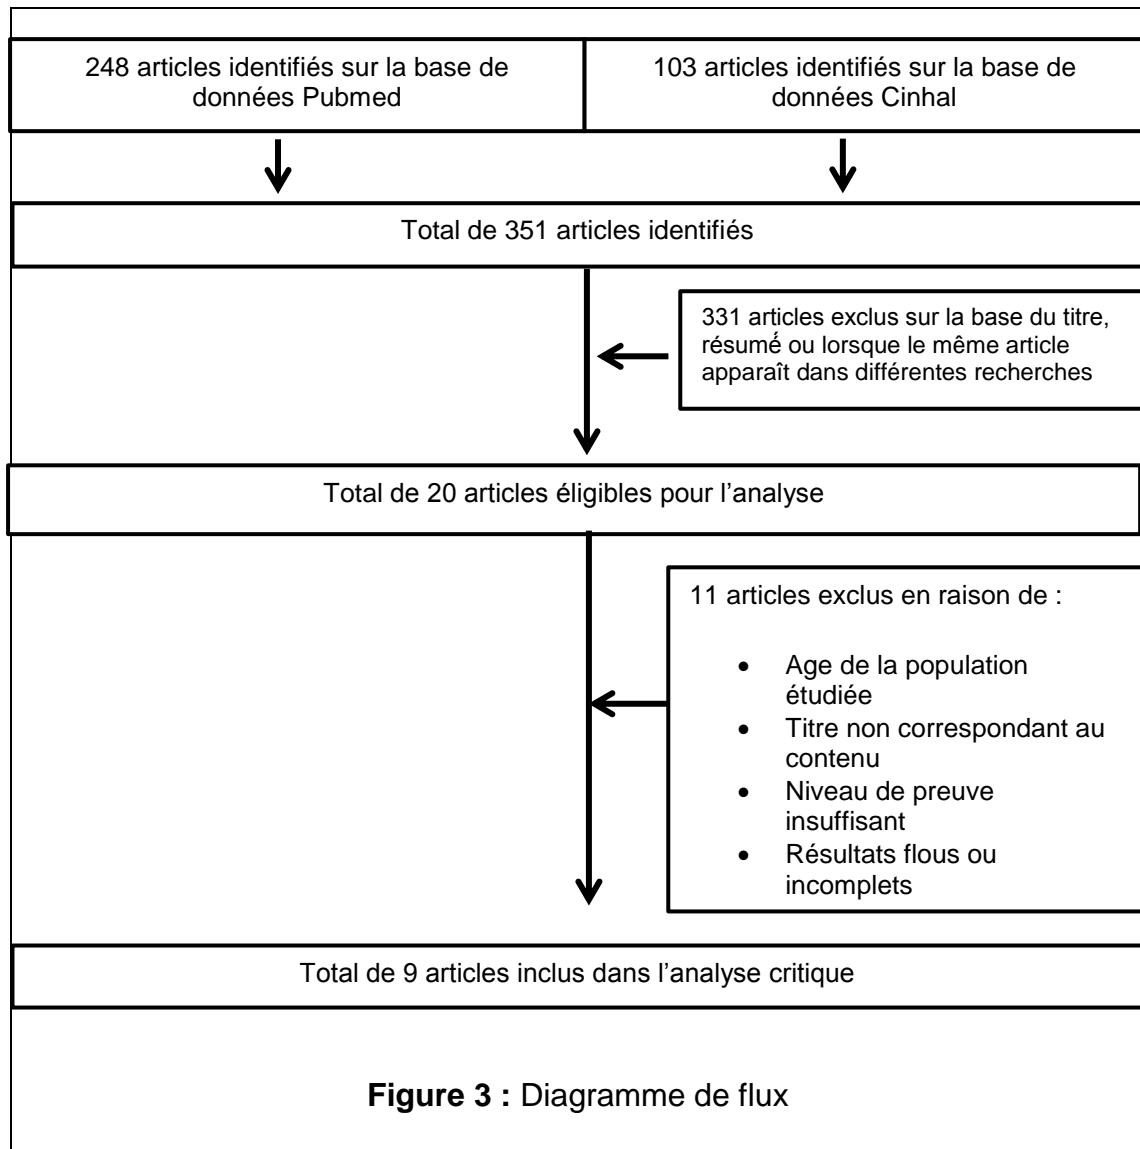 248 articles identifiés sur la base de
données Pubmed
103 articles identifiés sur la base de
données Cinhal
Total de 351 articles identifiés
331 articles exclus sur la base du titre,
résumé ou lorsque le même article
apparaît dans différentes recherches
Total de 20 articles éligibles pour l’analyse
11 articles exclus en raison de :
• Age de la population
étudiée
• Titre non correspondant au
contenu
• Niveau de preuve
insuffisant
• Résultats flous ou
incomplets
Total de 9 articles inclus dans l’analyse critique
Figure 3 : Diagramme de flux